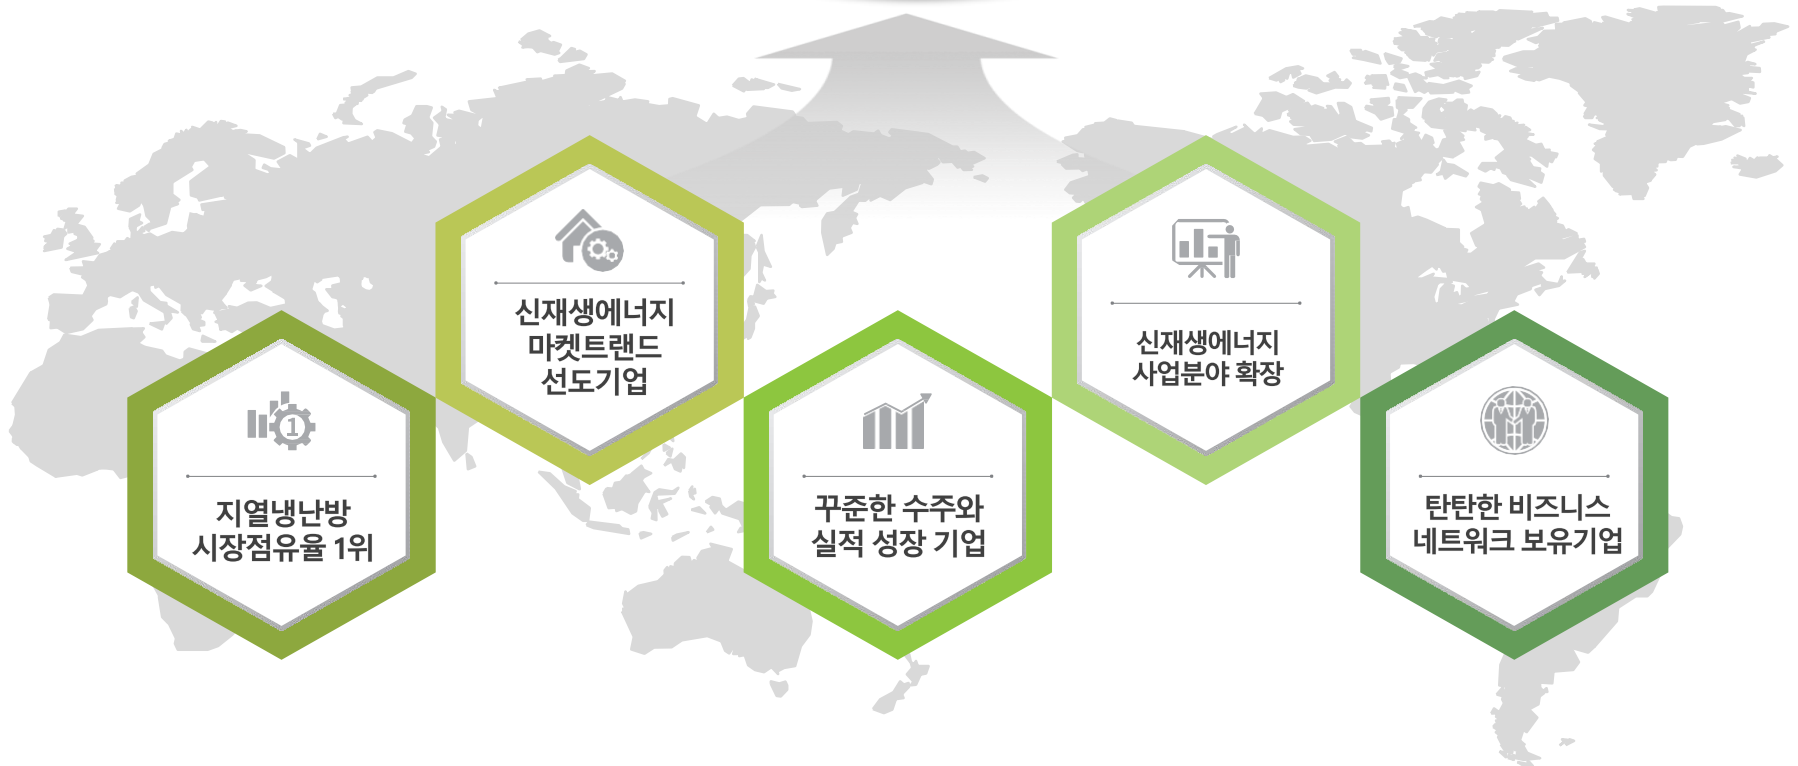 지열냉난방
시장점유율 1위
신재생에너지
마켓트랜드
선도기업
꾸준한 수주와
실적 성장 기업
신재생에너지
사업분야 확장
탄탄한 비즈니스
네트워크 보유기업
1